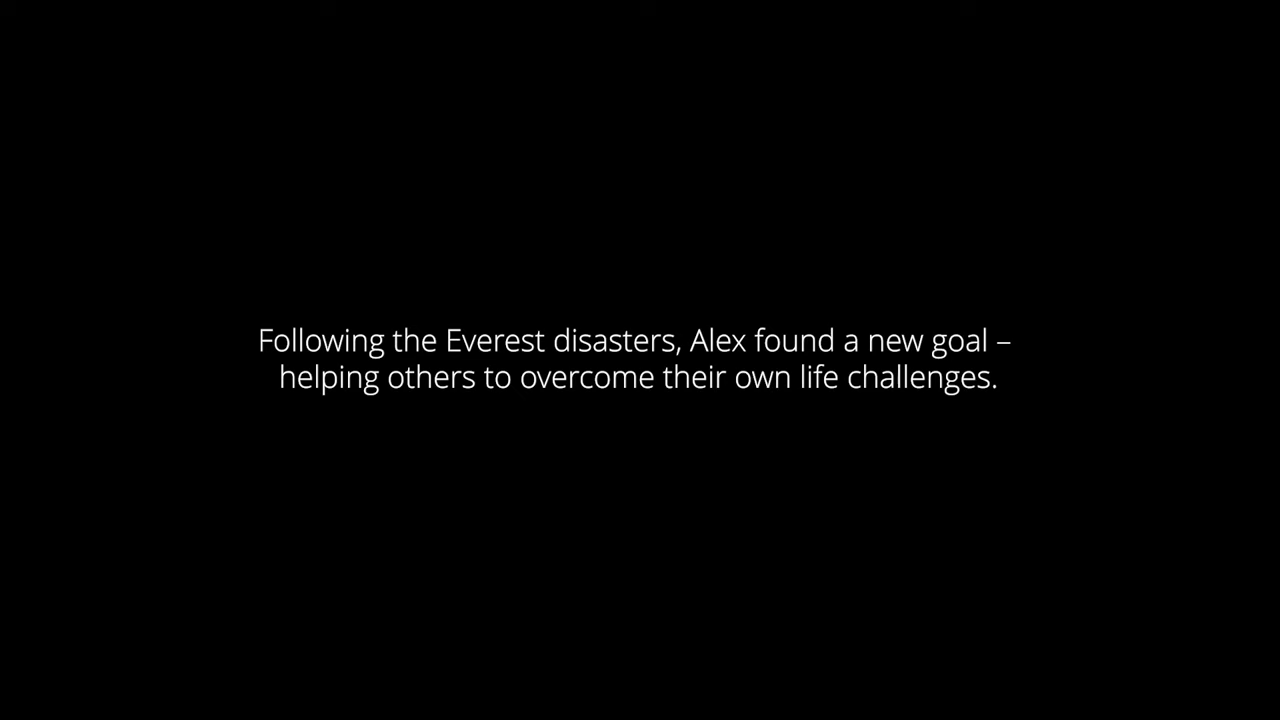 Following the Everest disasters, Alex found a new goal –
helping others to overcome their own life challenges.